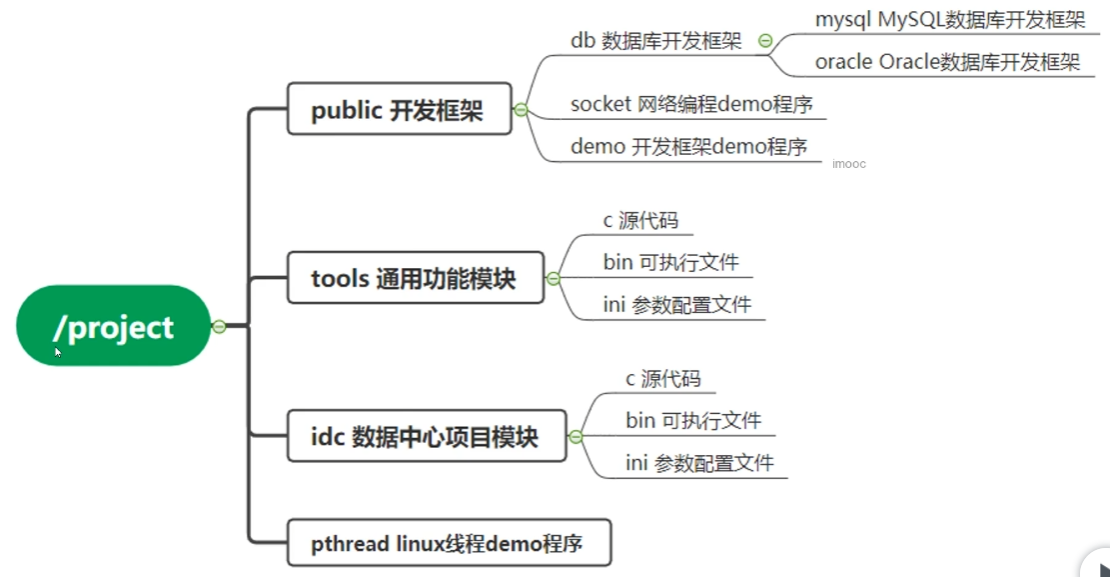 /project
public 开发框架
db 数据库开发框架
mysql MySQL数据库开发框架
oracle Oracle数据库开发框架
socket 网络编程demo程序
demo 开发框架demo程序
imooc
tools 通用功能模块
c 源代码
bin 可执行文件
ini 参数配置文件
idc 数据中心项目模块
c 源代码
bin 可执行文件
ini 参数配置文件
pthread linux线程demo程序